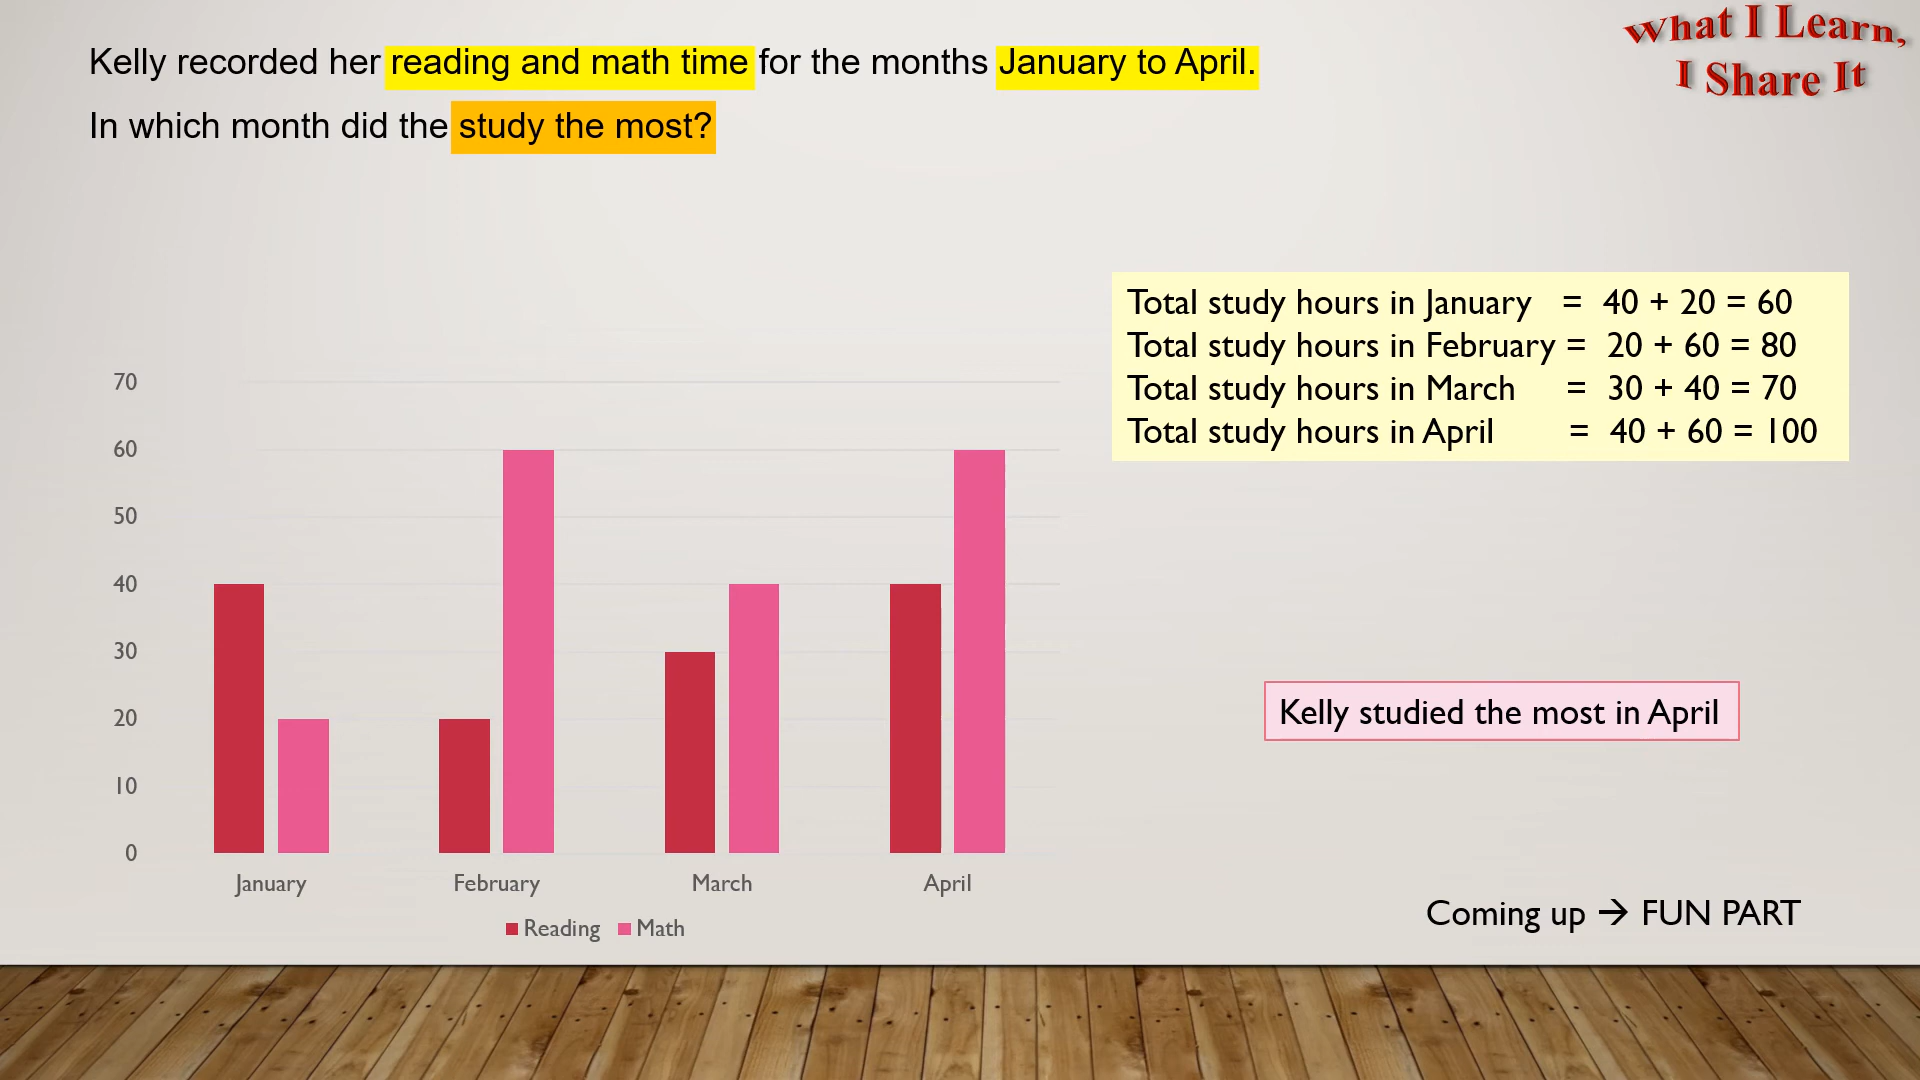 What I Learn,
I Share It
Kelly recorded her reading and math time for the months January to April.
In which month did the study the most?
Total study hours in January = 40 + 20 = 60
Total study hours in February = 20 + 60 = 80
Total study hours in March = 30 + 40 = 70
Total study hours in April = 40 + 60 = 100
70
60
50
40
30
20
10
0
January February March April
Reading Math
Kelly studied the most in April
Coming up → FUN PART